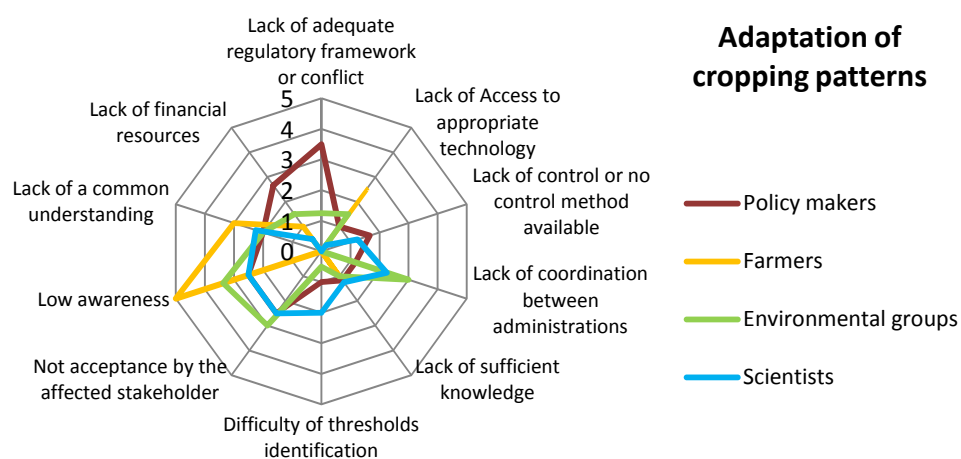 Adaptation of
cropping patterns
Lack of adequate
regulatory framework
or conflict
Lack of Access to
appropriate
technology
Lack of control or no
control method
available
Lack of coordination
between
administrations
Lack of sufficient
knowledge
Difficulty of thresholds
identification
Not acceptance by the
affected stakeholder
Low awareness
Lack of a common
understanding
Lack of financial
resources
5
4
3
2
1
0
Policy makers
Farmers
Environmental groups
Scientists